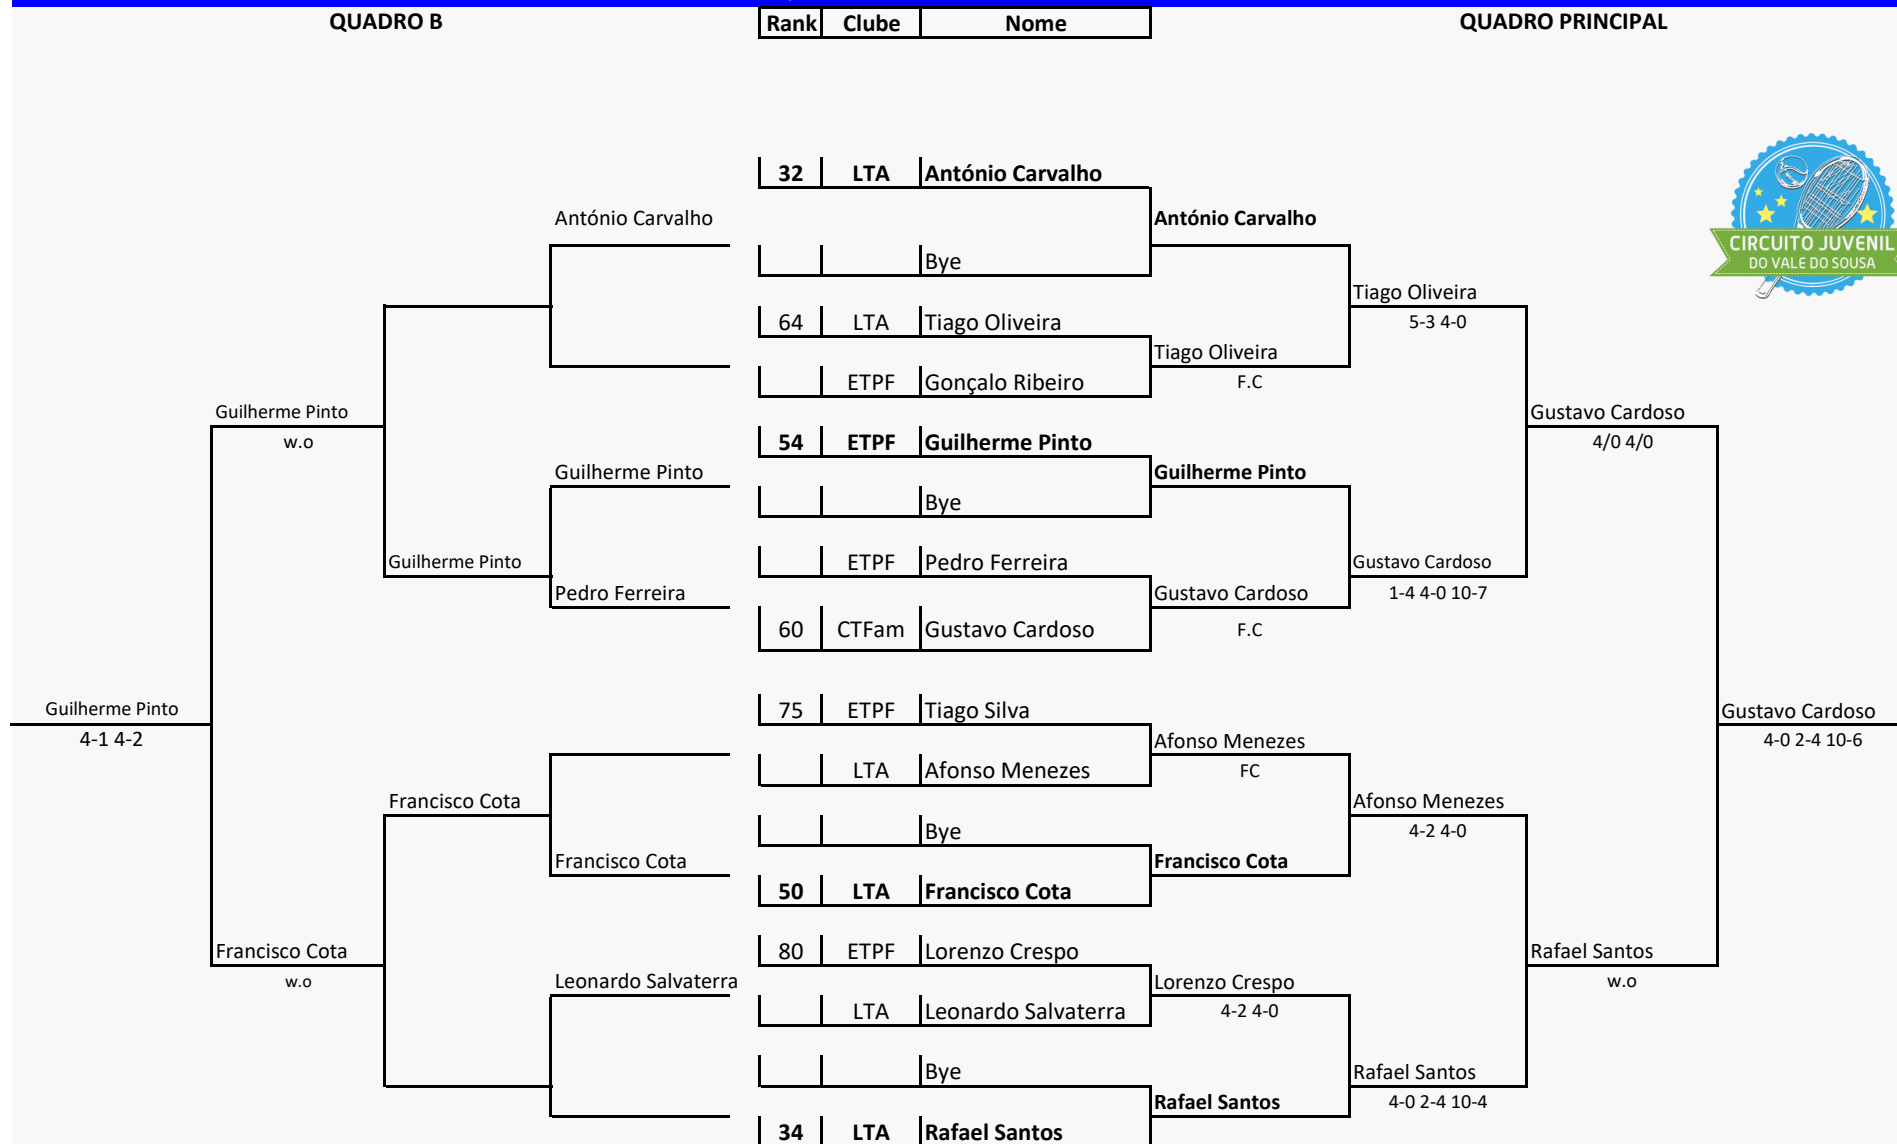 QUADRO B Rank Clube Nome QUADRO PRINCIPAL
32 LTA António Carvalho
António Carvalho António Carvalho
CIRCUITO JUVENIL
DO VALE DO SOUSA
Bye
Tiago Oliveira
64 LTA Tiago Oliveira 5-3 4-0
Tiago Oliveira
ETPF Gonçalo Ribeiro F.C
Guilherme Pinto Gustavo Cardoso
w.o 54 ETPF Guilherme Pinto 4/0 4/0
Guilherme Pinto Guilherme Pinto
Bye
Guilherme Pinto ETPF Pedro Ferreira Gustavo Cardoso
Pedro Ferreira Gustavo Cardoso 1-4 4-0 10-7
60 CTFam Gustavo Cardoso F.C
Guilherme Pinto 75 ETPF Tiago Silva Gustavo Cardoso
4-1 4-2 Afonso Menezes 4-0 2-4 10-6
LTA Afonso Menezes FC
Francisco Cota Afonso Menezes
Bye 4-2 4-0
Francisco Cota Francisco Cota
50 LTA Francisco Cota
Francisco Cota 80 ETPF Lorenzo Crespo Rafael Santos
w.o Leonardo Salvaterra Lorenzo Crespo w.o
LTA Leonardo Salvaterra 4-2 4-0
Bye Rafael Santos
Rafael Santos 4-0 2-4 10-4
34 LTA Rafael Santos